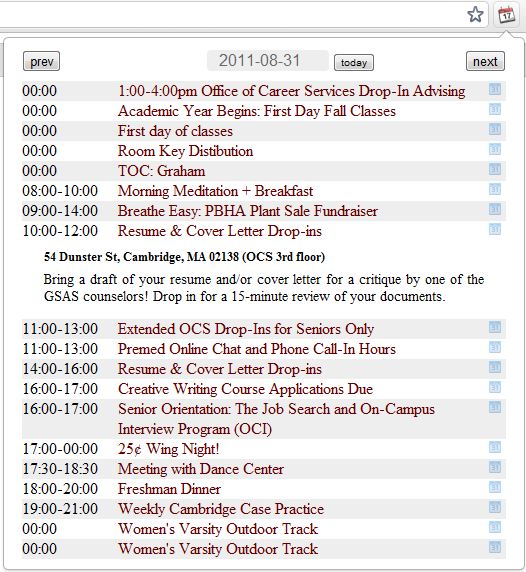 17
prev 2011-08-31 today next
00:00 1:00-4:00pm Office of Career Services Drop-In Advising 31
00:00 Academic Year Begins: First Day Fall Classes 31
00:00 First day of classes 31
00:00 Room Key Distibution 31
00:00 TOC: Graham 31
08:00-10:00 Morning Meditation + Breakfast 31
09:00-14:00 Breathe Easy: PBHA Plant Sale Fundraiser 31
10:00-12:00 Resume & Cover Letter Drop-ins 31
54 Dunster St, Cambridge, MA 02138 (OCS 3rd floor)
Bring a draft of your resume and/or cover letter for a critique by one of the
GSAS counselors! Drop in for a 15-minute review of your documents.
11:00-13:00 Extended OCS Drop-Ins for Seniors Only 31
11:00-13:00 Premed Online Chat and Phone Call-In Hours 31
14:00-16:00 Resume & Cover Letter Drop-ins 31
16:00-17:00 Creative Writing Course Applications Due 31
16:00-17:00 Senior Orientation: The Job Search and On-Campus 31
Interview Program (OCI)
17:00-00:00 25¢ Wing Night! 31
17:30-18:30 Meeting with Dance Center 31
18:00-20:00 Freshman Dinner 31
19:00-21:00 Weekly Cambridge Case Practice 31
00:00 Women's Varsity Outdoor Track 31
00:00 Women's Varsity Outdoor Track 31